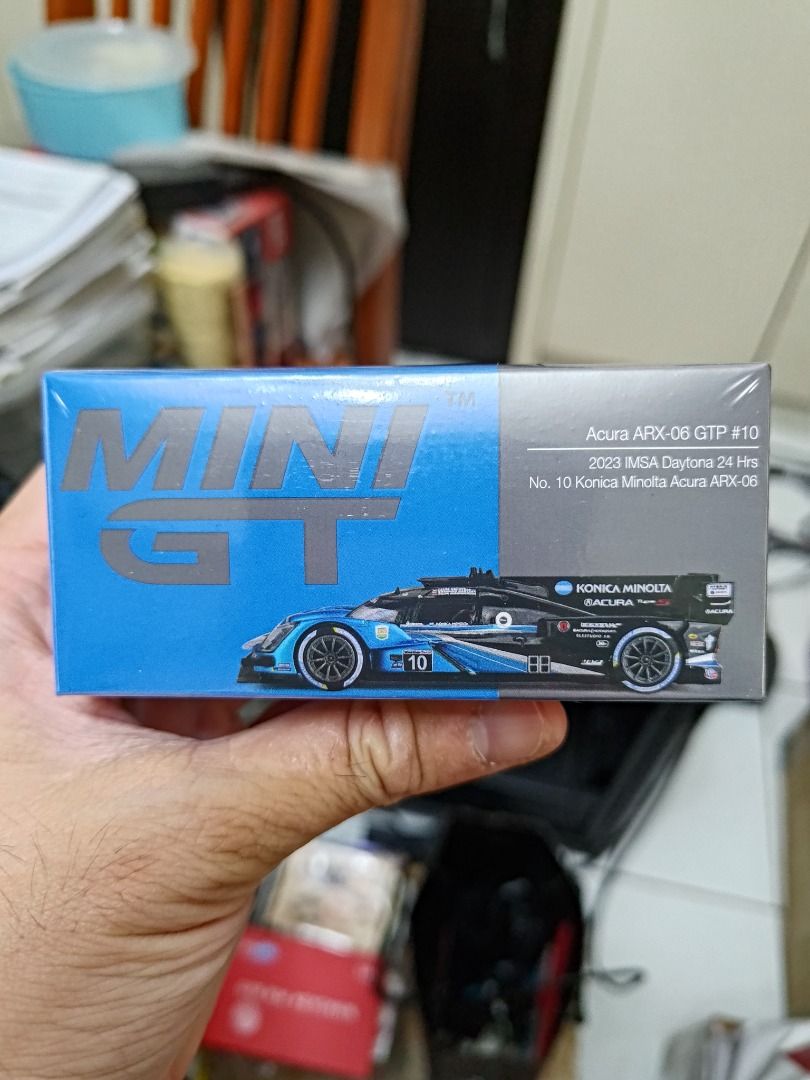 MINI GT
TM
Acura ARX-06 GTP #10
2023 IMSA Daytona 24 Hrs
No. 10 Konica Minolta Acura ARX-06
KONICA MINOLTA
ACURA
ACURA
10